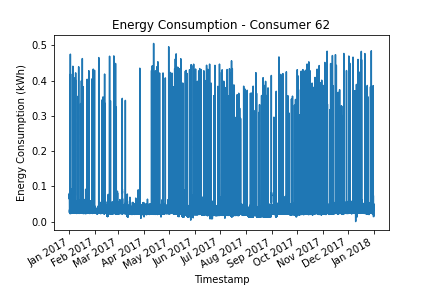 Energy Consumption - Consumer 62
Energy Consumption (kWh)
0.5
0.4
0.3
0.2
0.1
0.0
Jan 2017
Feb 2017
Mar 2017
Apr 2017
May 2017
Jun 2017
Jul 2017
Aug 2017
Sep 2017
Oct 2017
Nov 2017
Dec 2017
Jan 2018
Timestamp